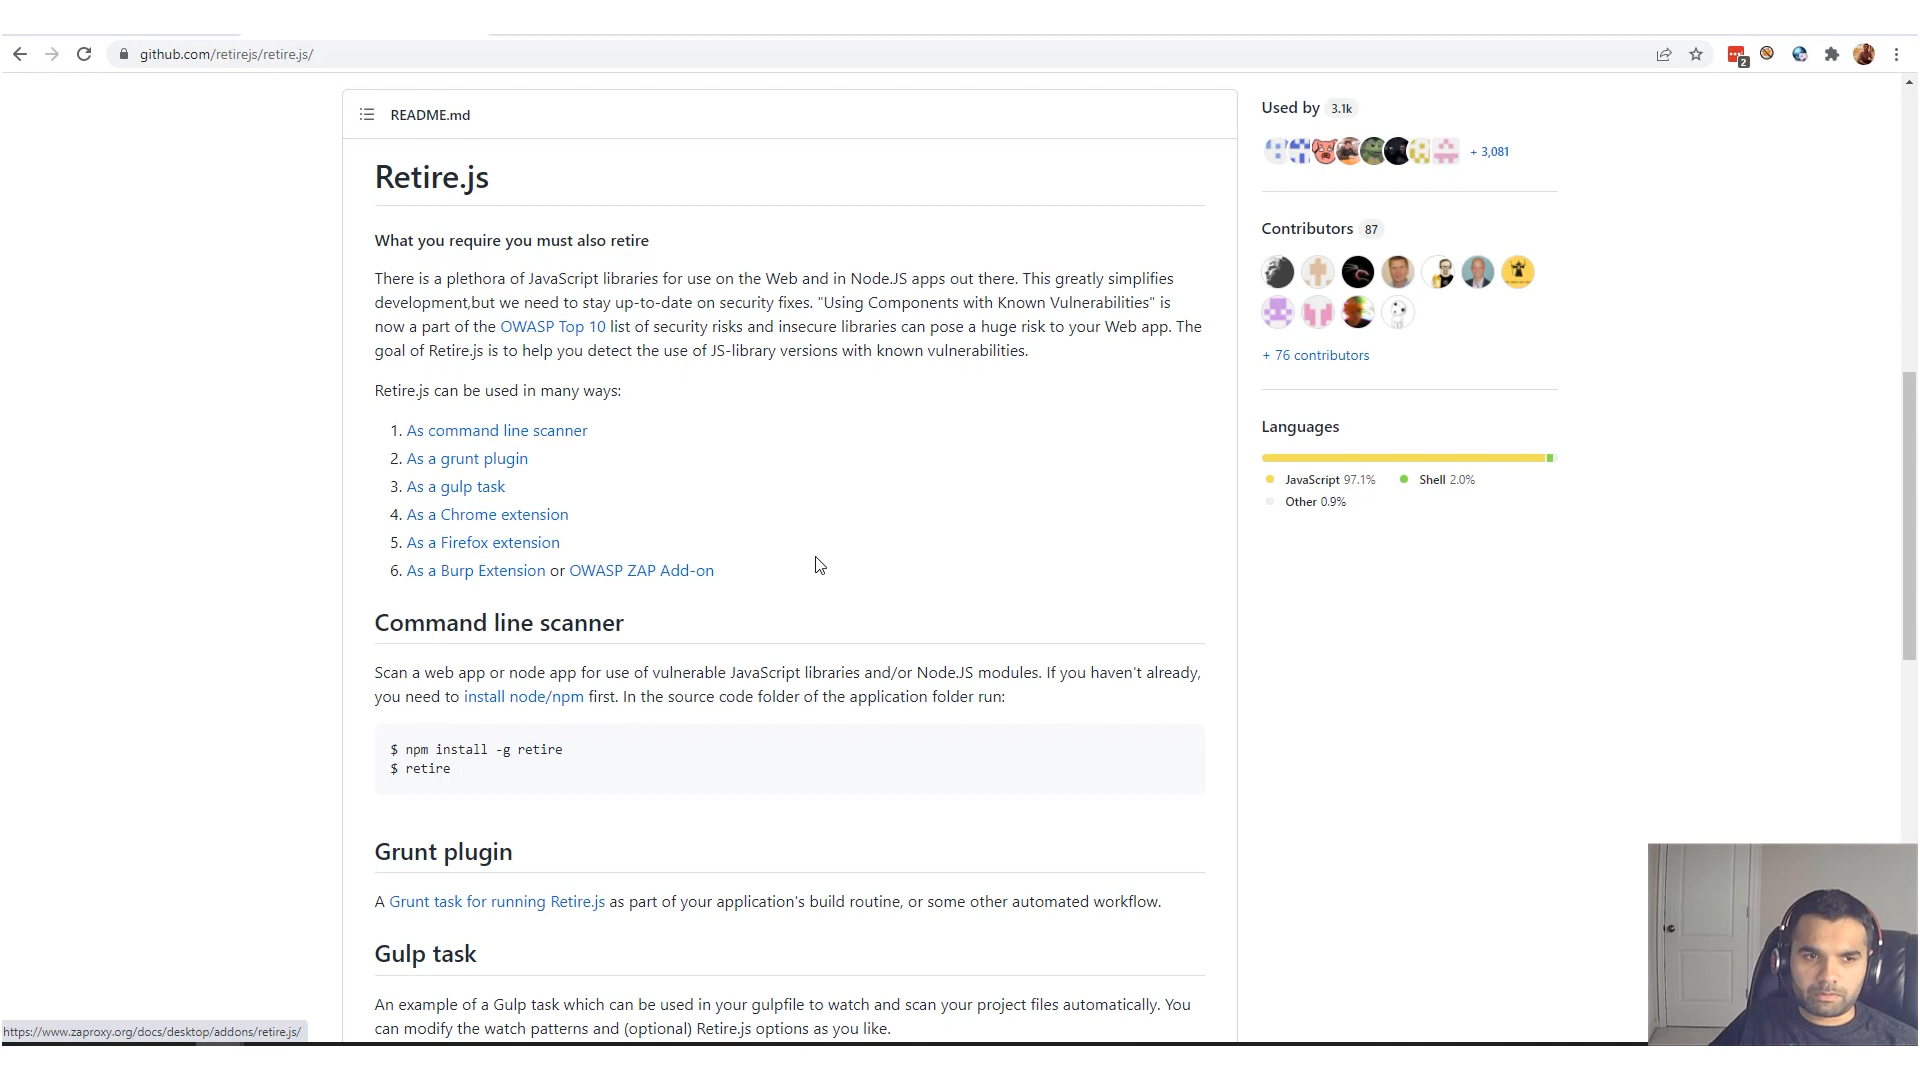 github.com/retirejs/retire.js/
2
README.md
Retire.js
What you require you must also retire
There is a plethora of JavaScript libraries for use on the Web and in Node.JS apps out there. This greatly simplifies
development,but we need to stay up-to-date on security fixes. "Using Components with Known Vulnerabilities" is
now a part of the OWASP Top 10 list of security risks and insecure libraries can pose a huge risk to your Web app. The
goal of Retire.js is to help you detect the use of JS-library versions with known vulnerabilities.
Retire.js can be used in many ways:
1. As command line scanner
2. As a grunt plugin
3. As a gulp task
4. As a Chrome extension
5. As a Firefox extension
6. As a Burp Extension or OWASP ZAP Add-on
Command line scanner
Scan a web app or node app for use of vulnerable JavaScript libraries and/or Node.JS modules. If you haven't already,
you need to install node/npm first. In the source code folder of the application folder run:
$ npm install -g retire
$ retire
Grunt plugin
A Grunt task for running Retire.js as part of your application's build routine, or some other automated workflow.
Gulp task
An example of a Gulp task which can be used in your gulpfile to watch and scan your project files automatically. You
can modify the watch patterns and (optional) Retire.js options as you like.
Used by 3.1k
+ 3,081
Contributors 87
+ 76 contributors
Languages
JavaScript 97.1% Shell 2.0%
Other 0.9%
https://www.zaproxy.org/docs/desktop/addons/retire.js/